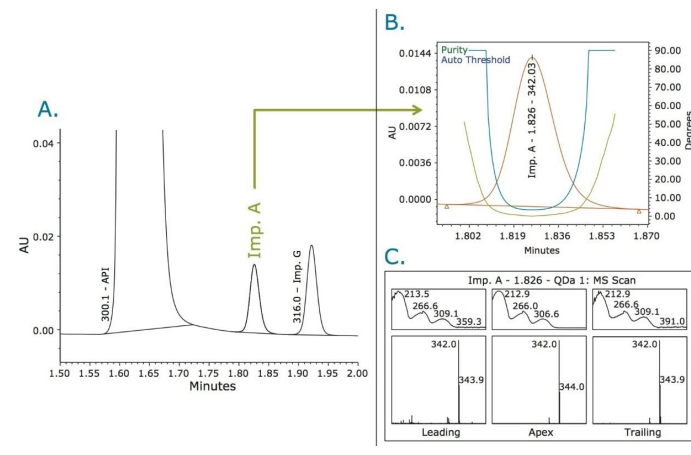 A.
0.04
0.02
0.00
AU
300.1 - API
Imp. A
316.0 – Imp. G
1.50 1.55 1.60 1.65 1.70 1.75 1.80 1.85 1.90 1.95 2.00
Minutes
B.
Purity
Auto Threshold
0.0144
0.0108
0.0072
0.0036
0.0000
AU
Imp. A - 1.826 - 342.03
90.00
80.00
70.00
60.00
50.00
40.00
30.00
20.00
10.00
0.00
Degrees
1.802 1.819 1.836 1.853 1.870
Minutes
C.
Imp. A - 1.826 - QDa 1: MS Scan
213.5
266.6
309.1
359.3
212.9
266.0
306.6
212.9
266.6
309.1
391.0
342.0
343.9
342.0
344.0
342.0
343.9
Leading
Apex
Trailing